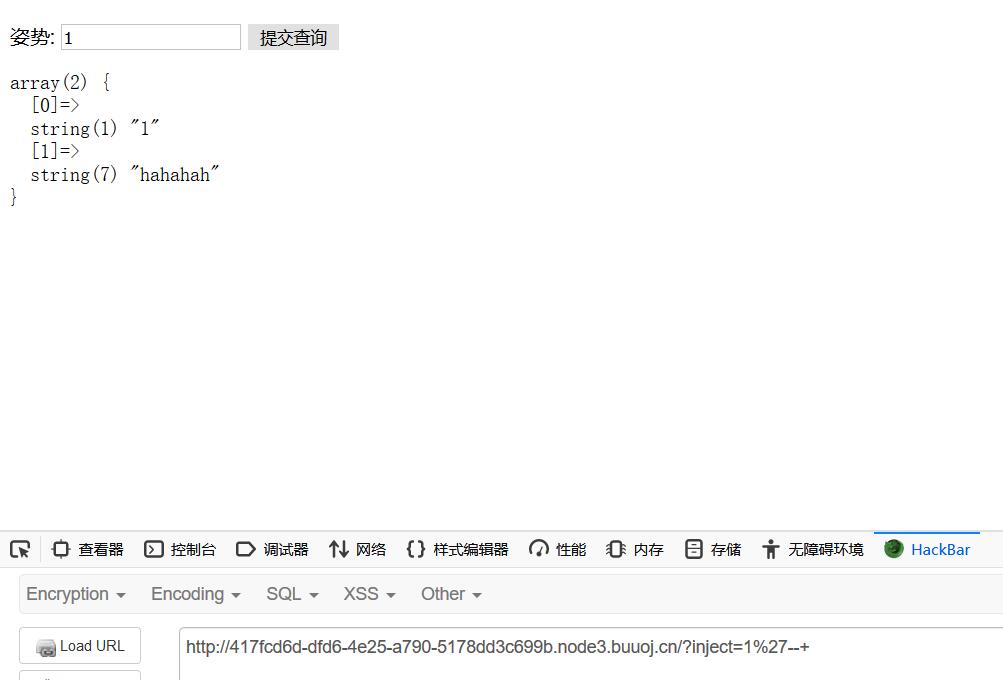 姿势: 1 提交查询
array(2) {
  [0]=>
  string(1) "1"
  [1]=>
  string(7) "hahahah"
}
查看器 控制台 调试器 网络 {} 样式编辑器 性能 内存 存储 无障碍环境 HackBar
Encryption Encoding SQL XSS Other
Load URL http://417fcd6d-dfd6-4e25-a790-5178dd3c699b.node3.buuoj.cn/?inject=1%27--+